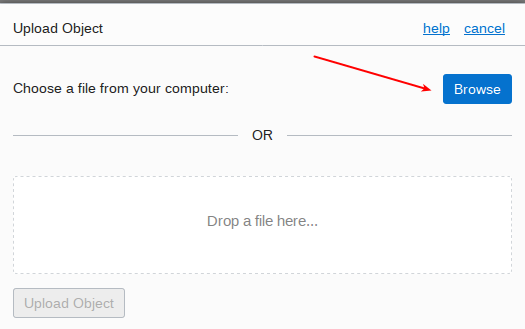 Upload Object help cancel
Choose a file from your computer: Browse
OR
Drop a file here...
Upload Object